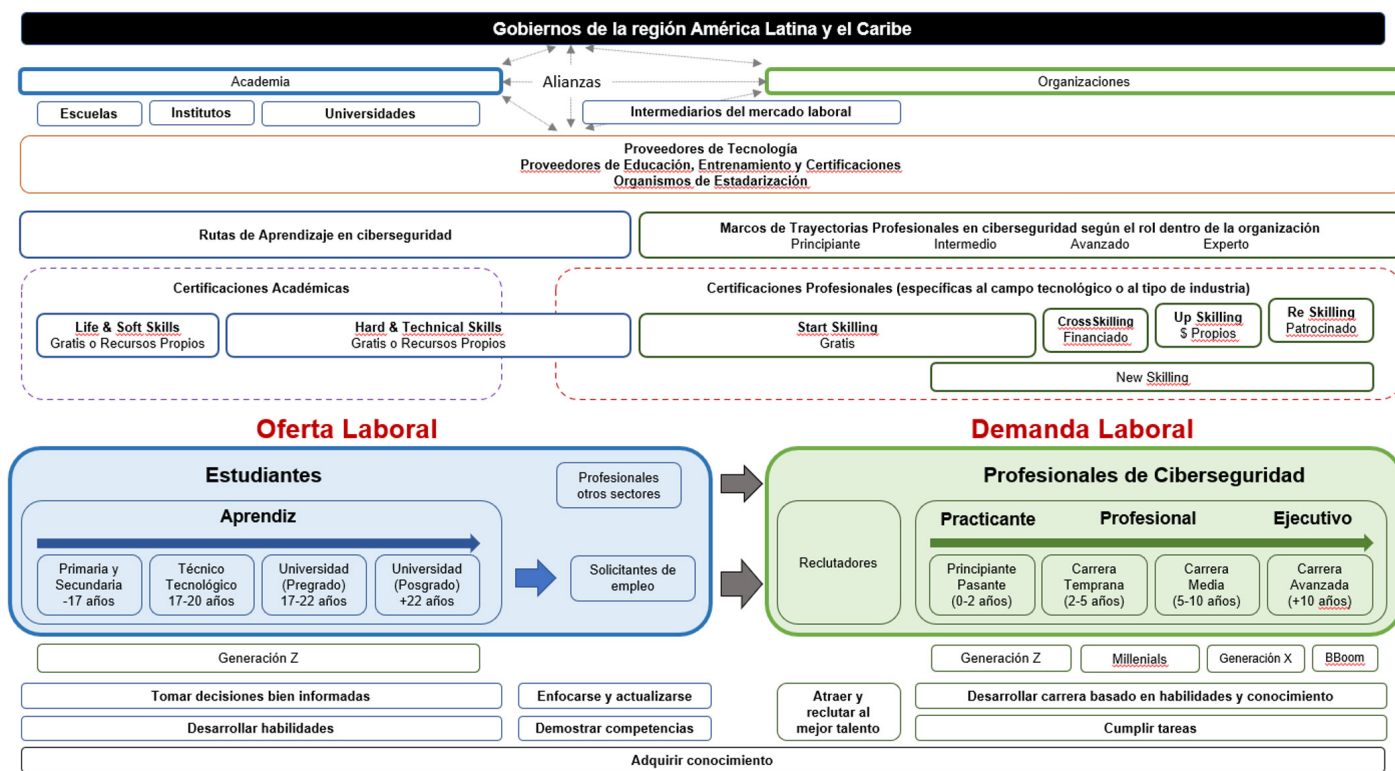 Gobiernos de la región América Latina y el Caribe
Academia
Alianzas
Organizaciones
Escuelas
Institutos
Universidades
Intermediarios del mercado laboral
Proveedores de Tecnología
Proveedores de Educación, Entrenamiento y Certificaciones
Organismos de Estadarización
Rutas de Aprendizaje en ciberseguridad
Marcos de Trayectorias Profesionales en ciberseguridad según el rol dentro de la organización
Principiante
Intermedio
Avanzado
Experto
Certificaciones Académicas
Certificaciones Profesionales (específicas al campo tecnológico o al tipo de industria)
Life & Soft Skills
Gratis o Recursos Propios
Hard & Technical Skills
Gratis o Recursos Propios
Start Skilling
Gratis
CrossSkilling
Financiado
Up Skilling
$ Propios
Re Skilling
Patrocinado
New Skilling
Oferta Laboral
Demanda Laboral
Estudiantes
Profesionales
otros sectores
Aprendiz
Primaria y
Secundaria
-17 años
Técnico
Tecnológico
17-20 años
Universidad
(Pregrado)
17-22 años
Universidad
(Posgrado)
+22 años
Solicitantes de
empleo
Profesionales de Ciberseguridad
Reclutadores
Practicante
Profesional
Ejecutivo
Principiante
Pasante
(0-2 años)
Carrera
Temprana
(2-5 años)
Carrera
Media
(5-10 años)
Carrera
Avanzada
(+10 años)
Generación Z
Generación Z
Millenials
Generación X
BBoom
Tomar decisiones bien informadas
Enfocarse y actualizarse
Atraer y
reclutar al
mejor talento
Desarrollar carrera basado en habilidades y conocimiento
Desarrollar habilidades
Demostrar competencias
Cumplir tareas
Adquirir conocimiento